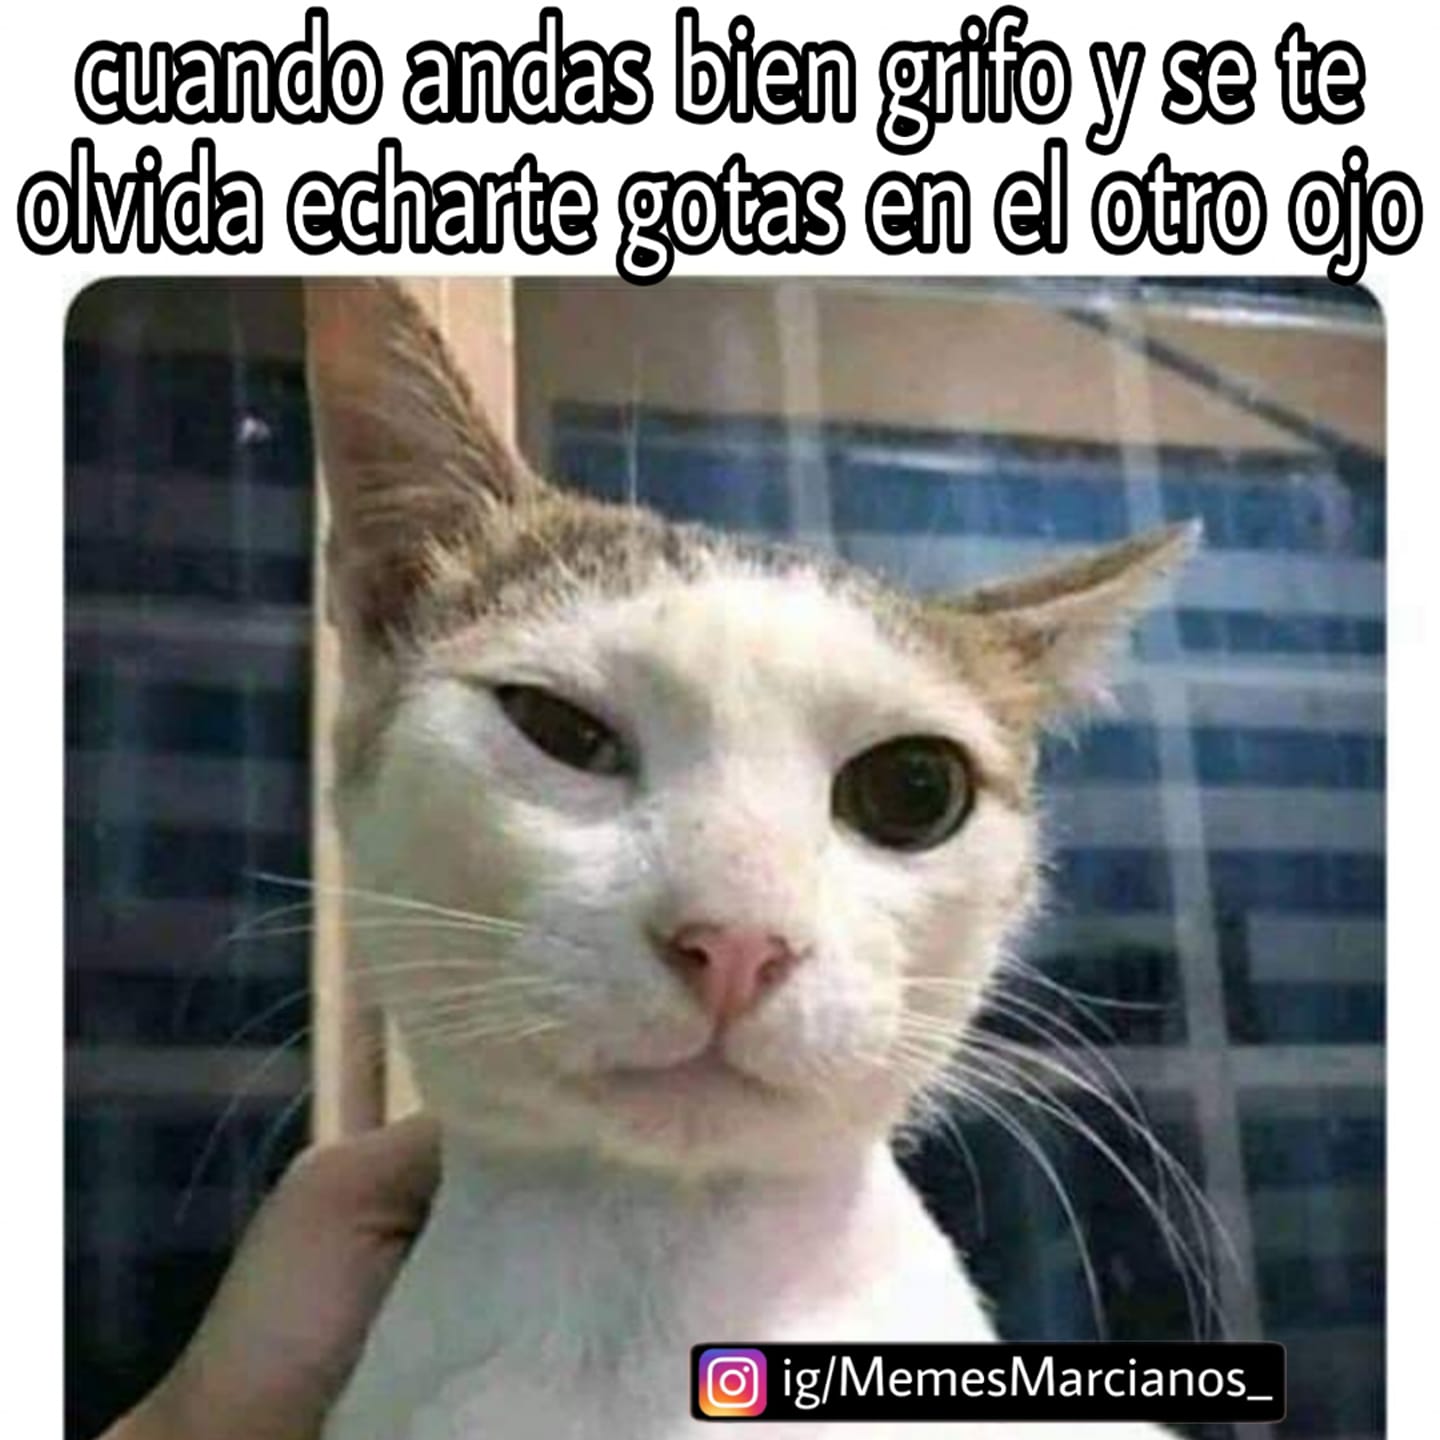 cuando andas bien grifo y se te
olvida echarte gotas en el otro ojo
ig/MemesMarcianos_